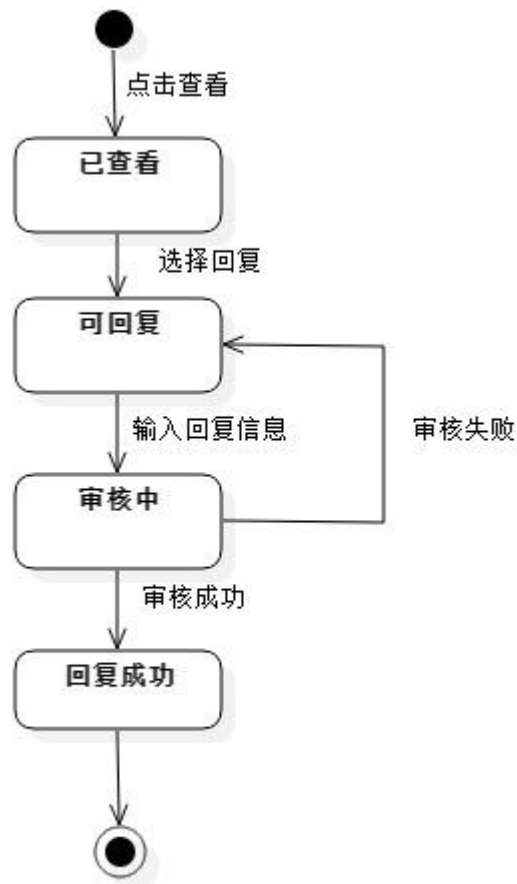 点击查看
已查看
选择回复
可回复
输入回复信息
审核失败
审核中
审核成功
回复成功